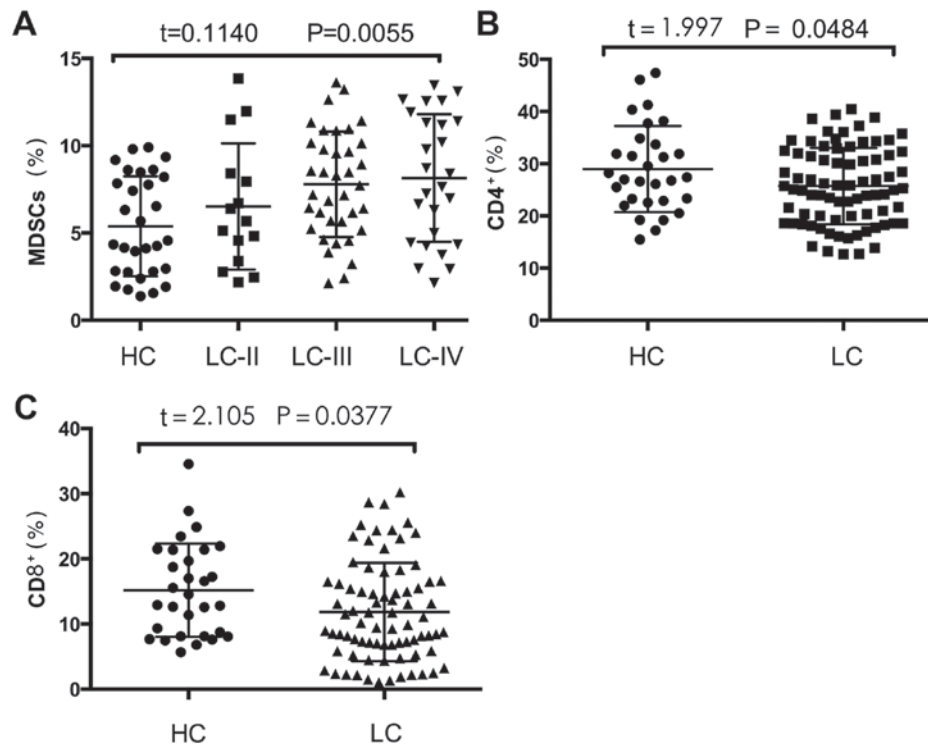 A
t=0.1140 P=0.0055
15
10
5
0
MDSCs (%)
HC LC-II LC-III LC-IV
B
t = 1.997 P = 0.0484
50
40
30
20
10
0
CD4+(%)
HC LC
C
t = 2.105 P = 0.0377
40
30
20
10
0
CD8+(%)
HC LC